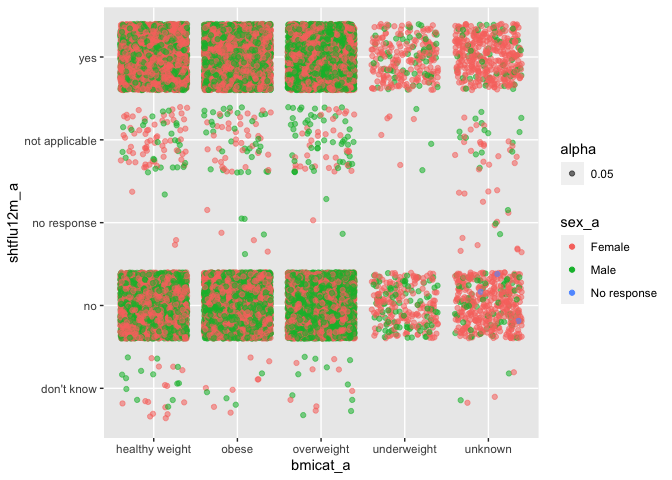 shtflu12m_a
yes
not applicable
no response
no
don't know
healthy weight
obese
overweight
underweight
unknown
bmicat_a
alpha
0.05
sex_a
Female
Male
No response